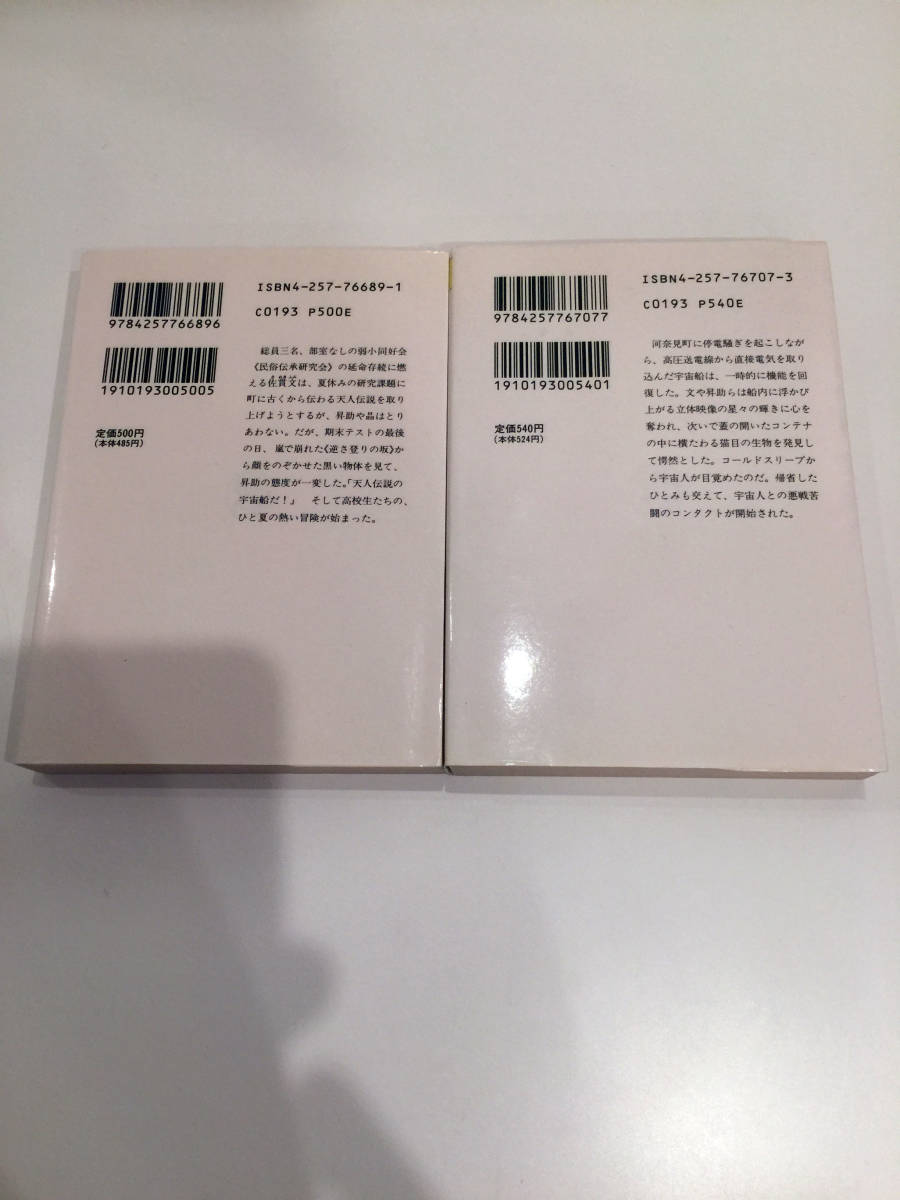 ISBN4-257-76689-1
C0193 P500E
9784257766896
1910193005005
定価500円
(本体485円)
総員三名、部室なしの弱小同好会
《民俗伝承研究会》の延命存続に燃
える佐賀文は、夏休みの研究課題に
町に古くから伝わる天人伝説を取り
上げようとするが、昇助や晶はとり
あわない。だが、期末テストの最後
の日、嵐で崩れた《逆さ登りの坂》か
ら顔をのぞかせた黒い物体を見て、
昇助の態度が一変した。「天人伝説の
宇宙船だ!」 そして高校生たちの、
ひと夏の熱い冒険が始まった。
ISBN4-257-76707-3
C0193 P540E
9784257767077
1910193005401
定価540円
(本体524円)
河奈見町に停電騒ぎを起こしなが
ら、高圧送電線から直接電気を取り
込んだ宇宙船は、一時的に機能を回
復した。文や昇助らは船内に浮かび
上がる立体映像の星々の輝きに心を
奪われ、次いで蓋の開いたコンテナ
の中に横たわる猫目の生物を発見し
て愕然とした。コールドスリープか
ら宇宙人が目覚めたのだ。帰省した
ひとみも交えて、宇宙人との悪戦苦
闘のコンタクトが開始された。